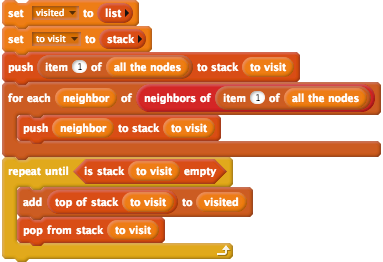 set visited to list
set to visit to stack
push item 1 of all the nodes to stack to visit
for each neighbor of neighbors of item 1 of all the nodes
push neighbor to stack to visit
repeat until is stack to visit empty
add top of stack to visit to visited
pop from stack to visit